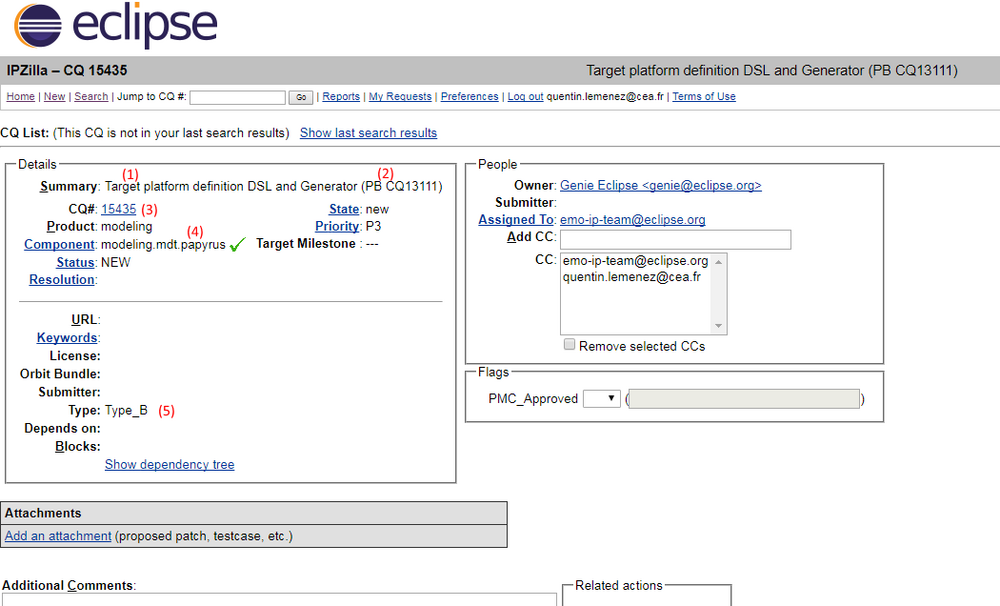 eclipse
IPZilla – CQ 15435 Target platform definition DSL and Generator (PB CQ13111)
Home | New | Search | Jump to CQ #: Go | Reports | My Requests | Preferences | Log out quentin.lemenez@cea.fr | Terms of Use
CQ List: (This CQ is not in your last search results) Show last search results
Details
(1) (2)
Summary: Target platform definition DSL and Generator (PB CQ13111)
CQ#: 15435 (3) State: new
Product: modeling Priority: P3
(4)
Component: modeling.mdt.papyrus Target Milestone : ---
Status: NEW
Resolution:
URL:
Keywords:
License:
Orbit Bundle:
Submitter:
Type: Type_B (5)
Depends on:
Blocks:
Show dependency tree
People
Owner: Genie Eclipse <genie@eclipse.org>
Submitter:
Assigned To: emo-ip-team@eclipse.org
Add CC:
CC: emo-ip-team@eclipse.org
quentin.lemenez@cea.fr
Remove selected CCs
Flags
PMC_Approved ( )
Attachments
Add an attachment (proposed patch, testcase, etc.)
Additional Comments:
Related actions